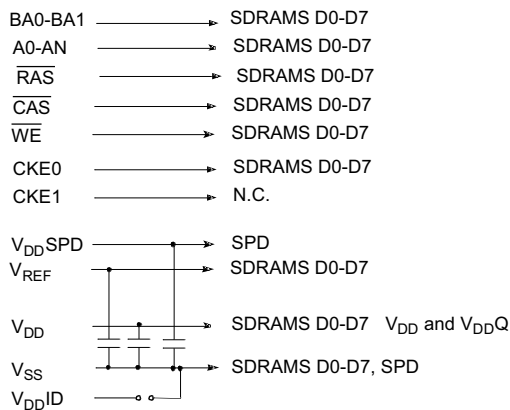 BA0-BA1 SDRAMS D0-D7
A0-AN SDRAMS D0-D7
RAS SDRAMS D0-D7
CAS SDRAMS D0-D7
WE SDRAMS D0-D7
CKE0 SDRAMS D0-D7
CKE1 N.C.
VDDSPD SPD
VREF SDRAMS D0-D7
VDD SDRAMS D0-D7 VDD and VDDQ
VSS SDRAMS D0-D7, SPD
VDDID